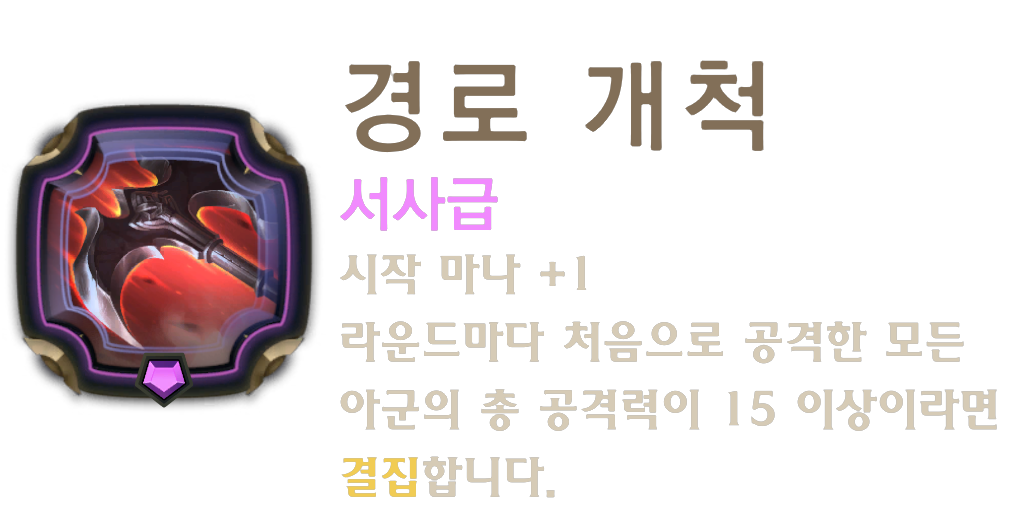 경로 개척
서사급
시작 마나 +1
라운드마다 처음으로 공격한 모든
아군의 총 공격력이 15 이상이라면
결집합니다.